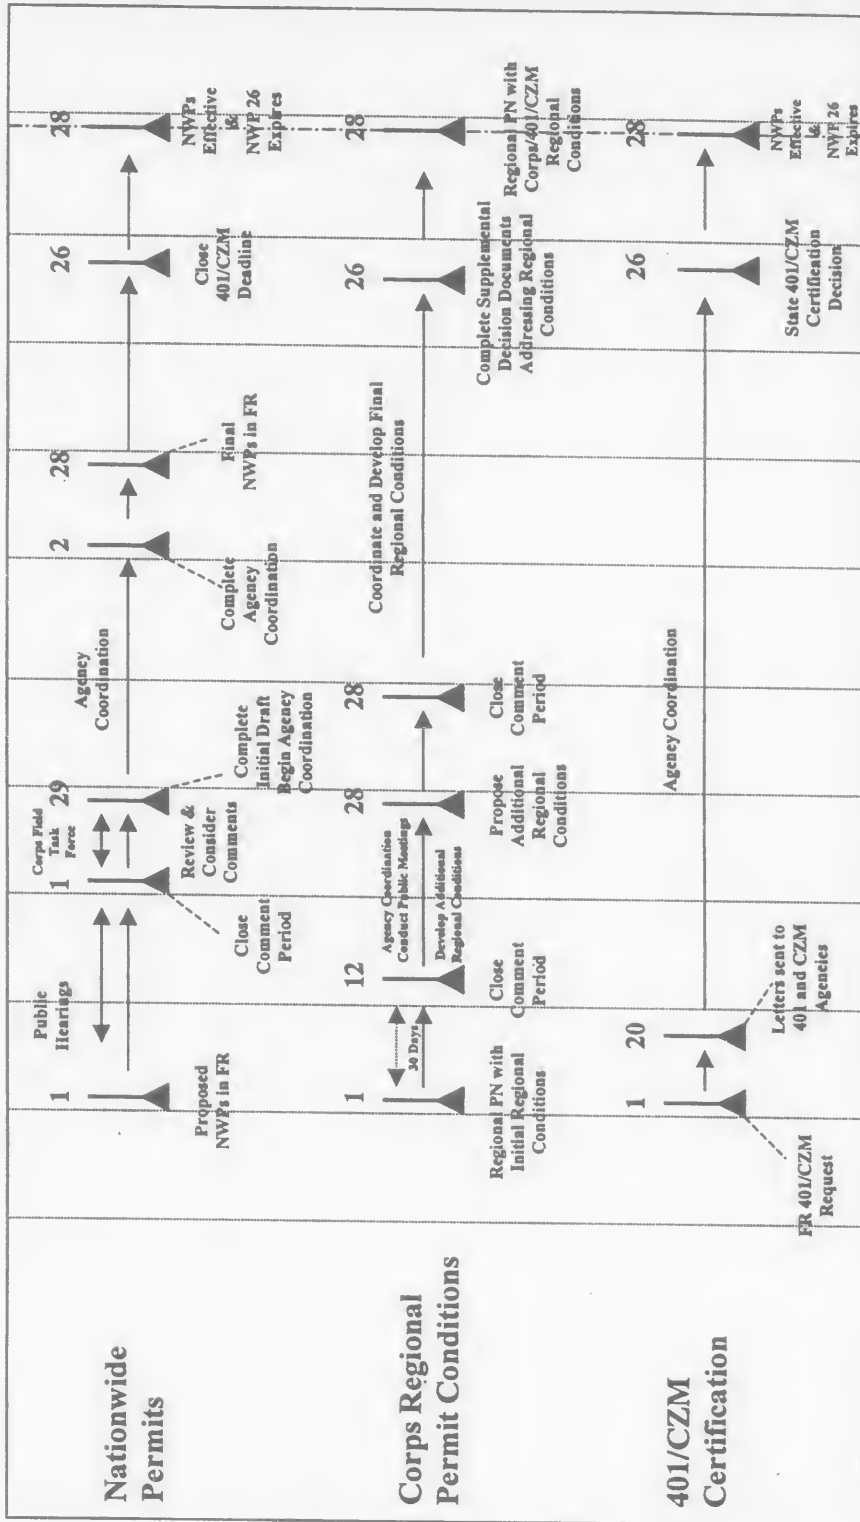 Nationwide
Permits
1
Proposed
NWPs in FR
Public
Hearings
1
Close
Comment
Period
Corps Field
Task
Force
Review &
Consider
Comments
29
Complete
Initial Draft
Begin Agency
Coordination
Agency
Coordination
2
Complete
Agency
Coordination
28
Final
NWPs in FR
26
Close
401/CZM
Deadline
28
NWPs
Effective
&
NWP 26
Expires
Corps Regional
Permit Conditions
1
Regional PN with
Initial Regional
Conditions
30 Days
12
Close
Comment
Period
Agency Coordination
Conduct Public Meetings
Develop Additional
Regional Conditions
28
Propose
Additional
Regional
Conditions
28
Close
Comment
Period
Coordinate and Develop Final
Regional Conditions
26
Complete Supplemental
Decision Documents
Addressing Regional
Conditions
28
Regional PN with
Corps/401/CZM
Regional
Conditions
401/CZM
Certification
1
FR 401/CZM
Request
20
Letters sent to
401 and CZM
Agencies
Agency Coordination
26
State 401/CZM
Certification
Decision
28
NWPs
Effective
&
NWP 26
Expires